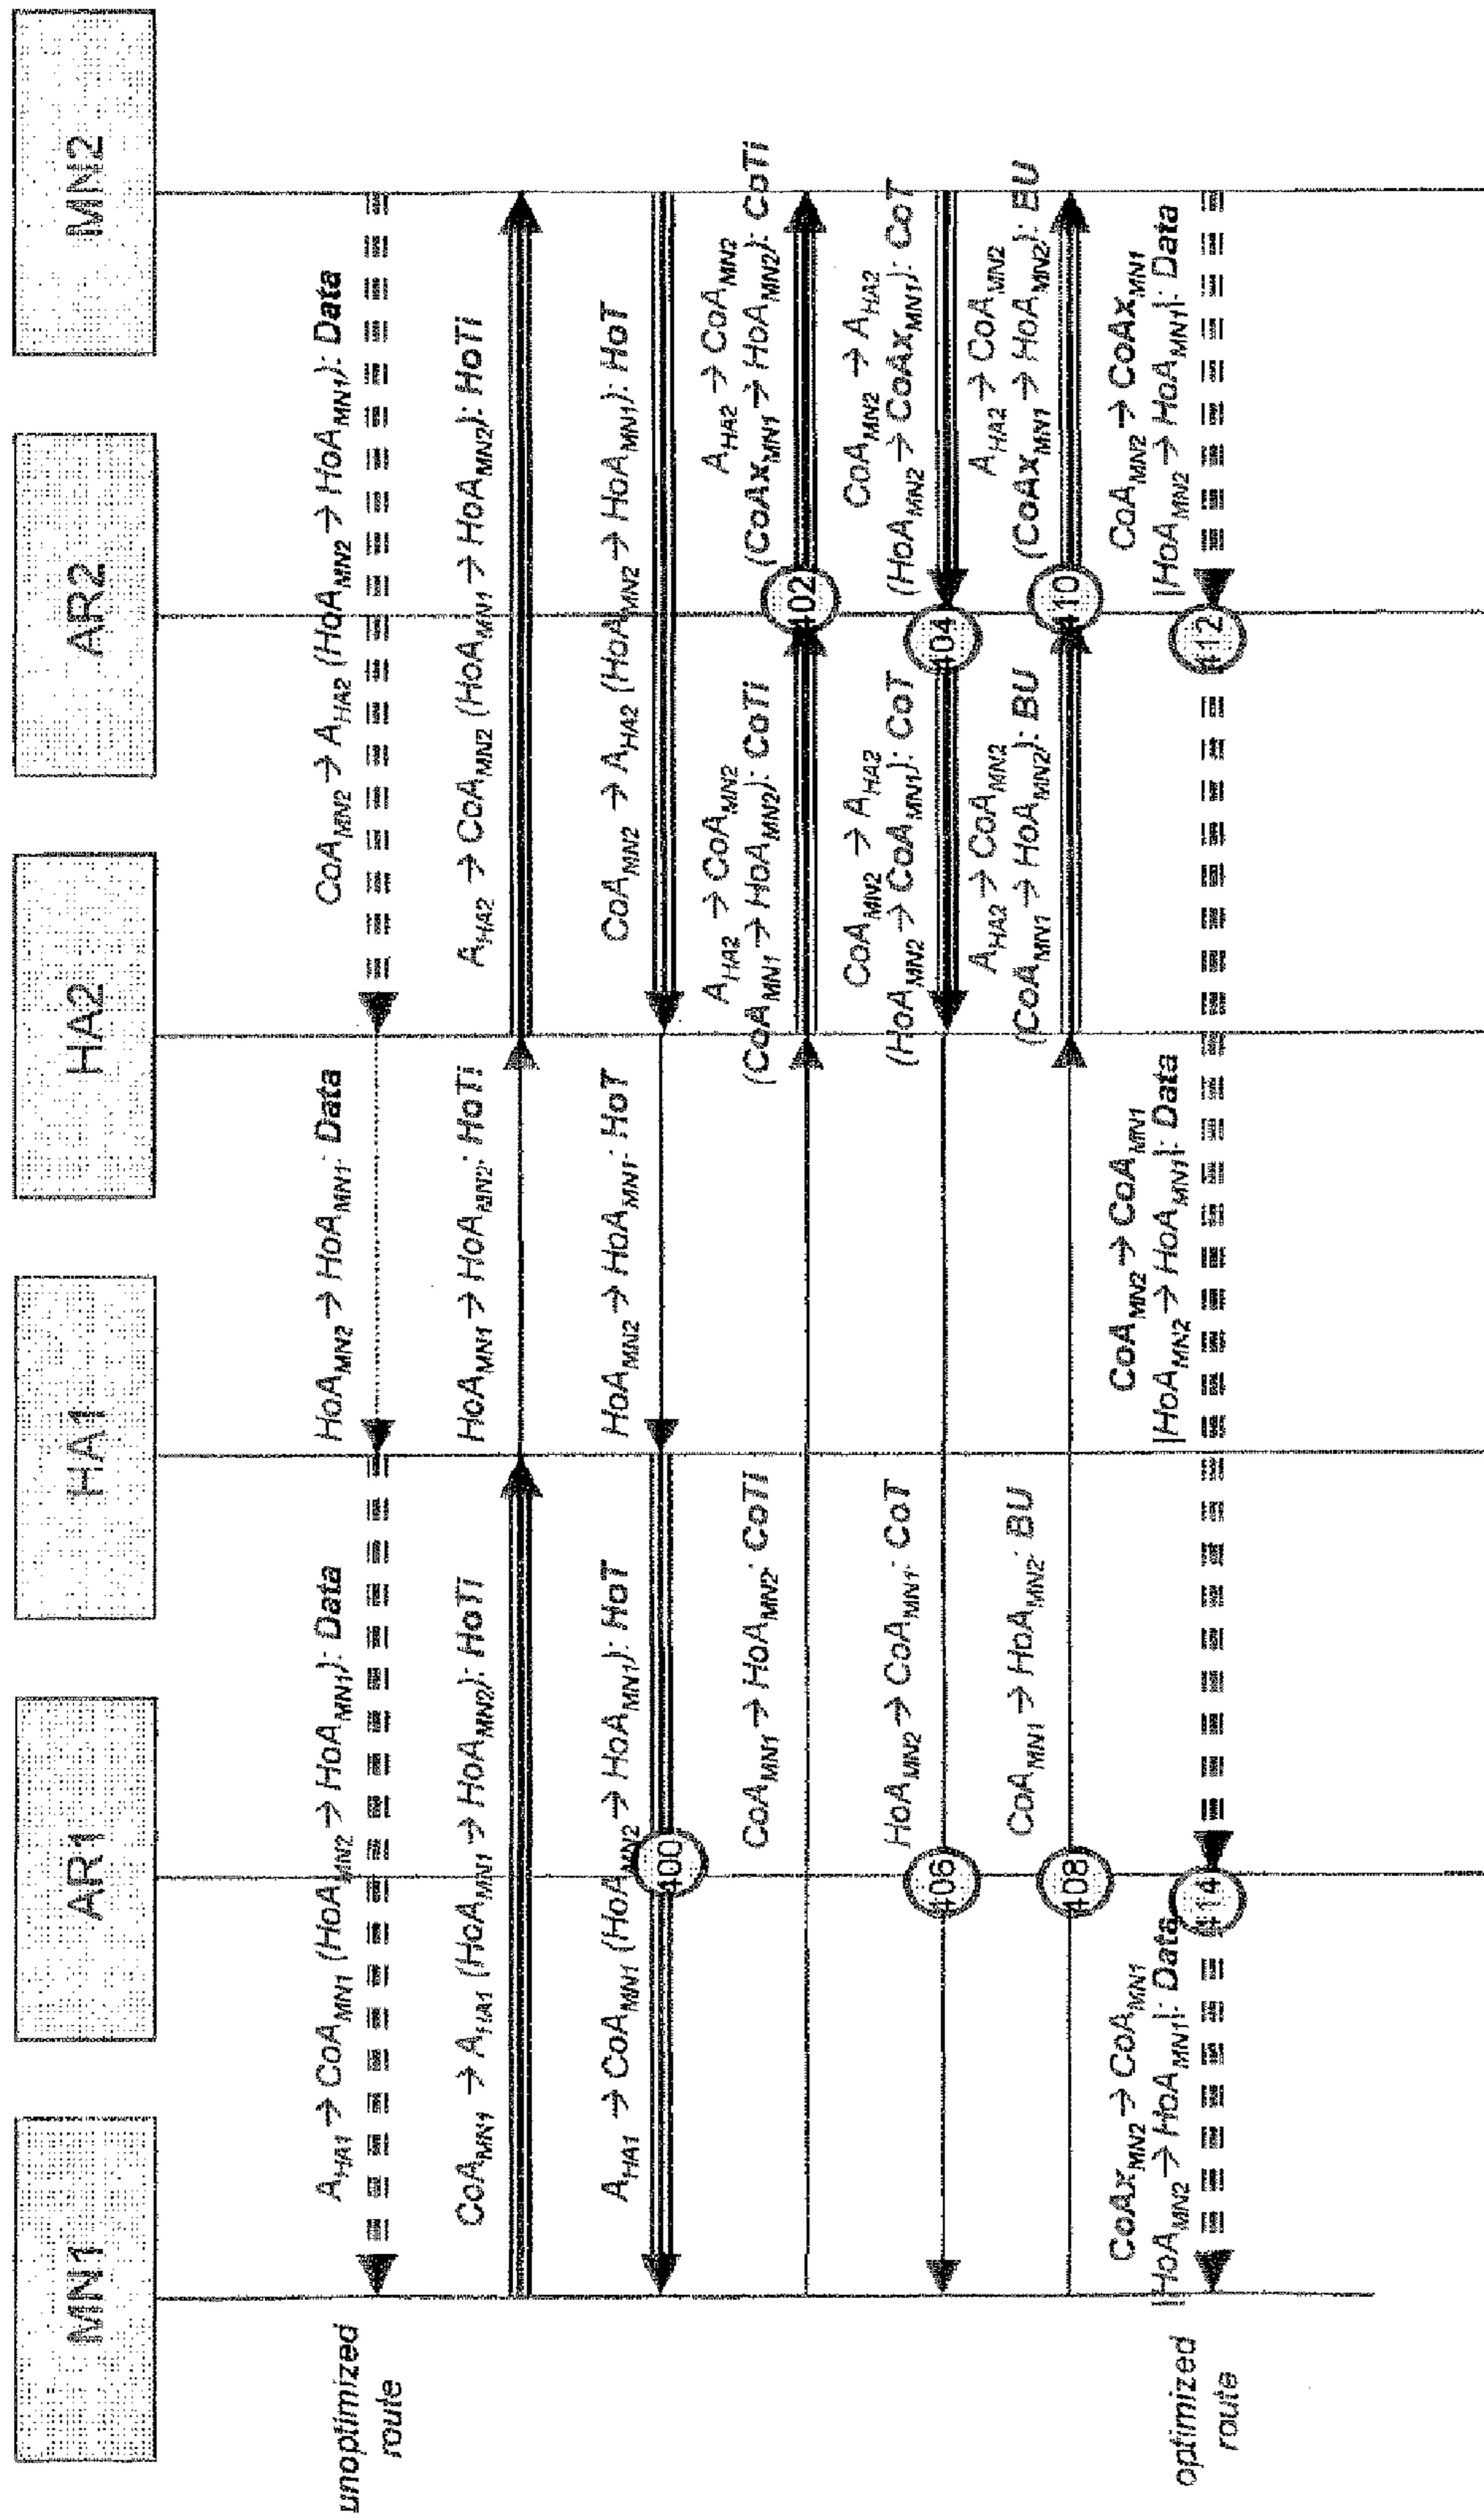 MN1
AR1
HA1
HA2
AR2
MN2
unoptimized
route
A_HA1 → CoA_MN1 (HoA_MN2 → HoA_MN1): Data
HoA_MN2 → HoA_MN1: Data
CoA_MN2 → A_HA2 (HoA_MN2 → HoA_MN1): Data
CoA_MN1 → A_HA1 (HoA_MN1 → HoA_MN2): HoTi
HoA_MN1 → HoA_MN2: HoTi
A_HA2 → CoA_MN2 (HoA_MN1 → HoA_MN2): HoTi
A_HA1 → CoA_MN1 (HoA_MN2 → HoA_MN1): HoT
HoA_MN2 → HoA_MN1: HoT
CoA_MN2 → A_HA2 (HoA_MN2 → HoA_MN1): HoT
400
CoA_MN1 → HoA_MN2: CoTi
A_HA2 → CoA_MN2
(CoA_MN1 → HoA_MN2): CoTi
402
A_HA2 → CoA_MN2
(CoAx_MN1 → HoA_MN2): CoTi
406
HoA_MN2 → CoA_MN1: CoT
CoA_MN2 → A_HA2
(HoA_MN2 → CoA_MN1): CoT
404
CoA_MN2 → A_HA2
(HoA_MN2 → CoAx_MN1): CoT
408
CoA_MN1 → HoA_MN2: BU
A_HA2 → CoA_MN2
(CoA_MN1 → HoA_MN2): BU
410
A_HA2 → CoA_MN2
(CoAx_MN1 → HoA_MN2): BU
optimized
route
CoAx_MN2 → CoA_MN1
|HoA_MN2 → HoA_MN1|: Data
414
CoA_MN2 → CoA_MN1
|HoA_MN2 → HoA_MN1|: Data
412
CoA_MN2 → CoAx_MN1
|HoA_MN2 → HoA_MN1|: Data